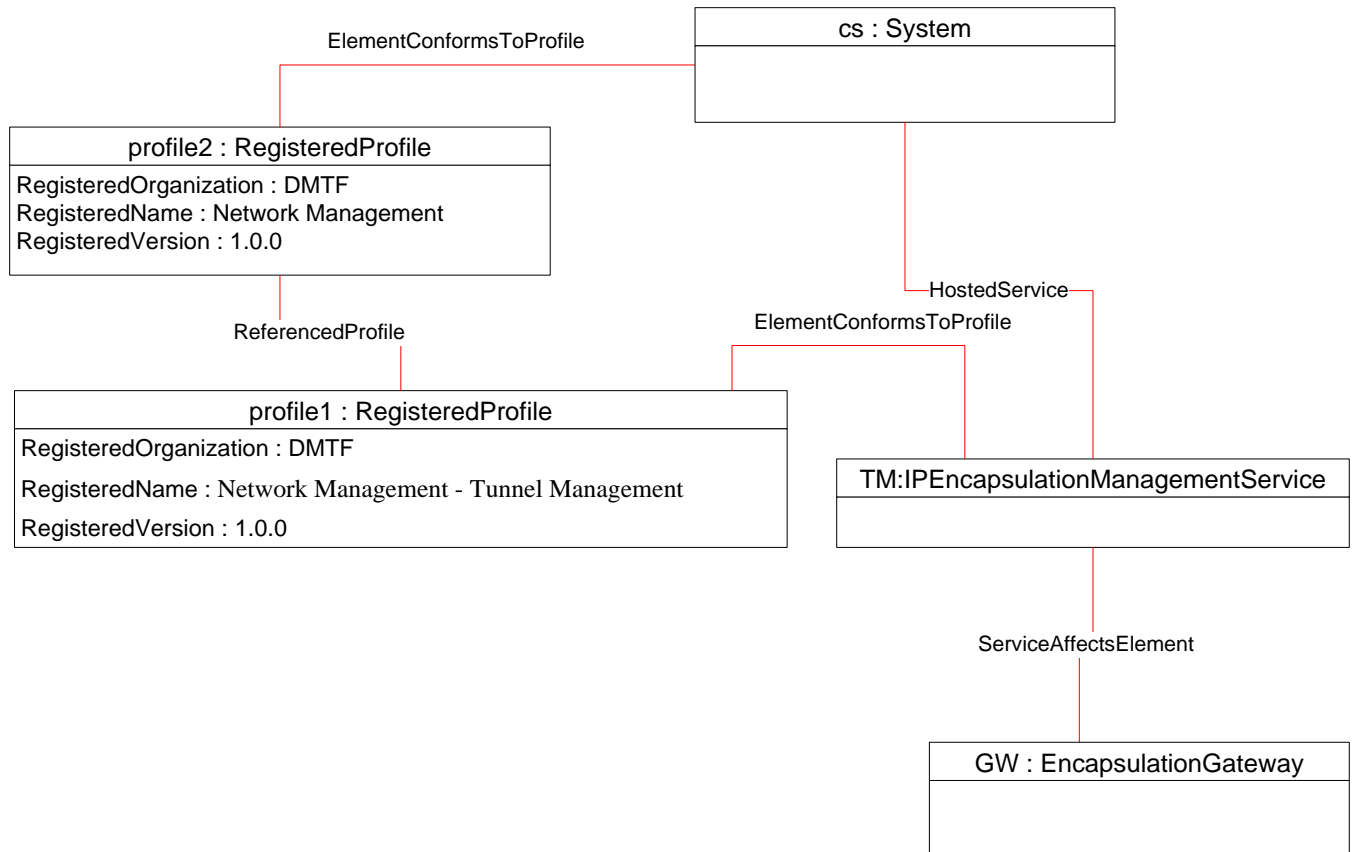 cs : System
ElementConformsToProfile
profile2 : RegisteredProfile
RegisteredOrganization : DMTF
RegisteredName : Network Management
RegisteredVersion : 1.0.0
HostedService
ReferencedProfile
ElementConformsToProfile
profile1 : RegisteredProfile
RegisteredOrganization : DMTF
RegisteredName : Network Management - Tunnel Management
RegisteredVersion : 1.0.0
TM:IPEncapsulationManagementService
ServiceAffectsElement
GW : EncapsulationGateway